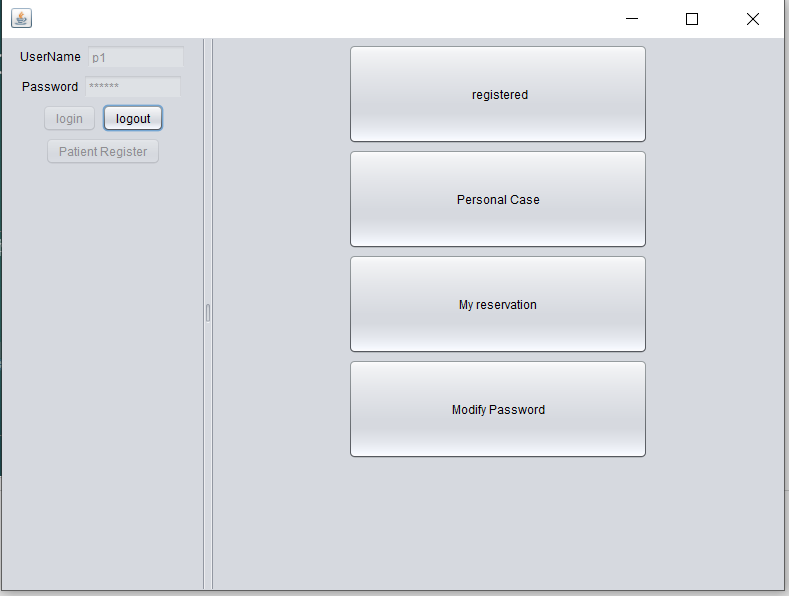 UserName p1
Password ******
login logout
Patient Register
registered
Personal Case
My reservation
Modify Password